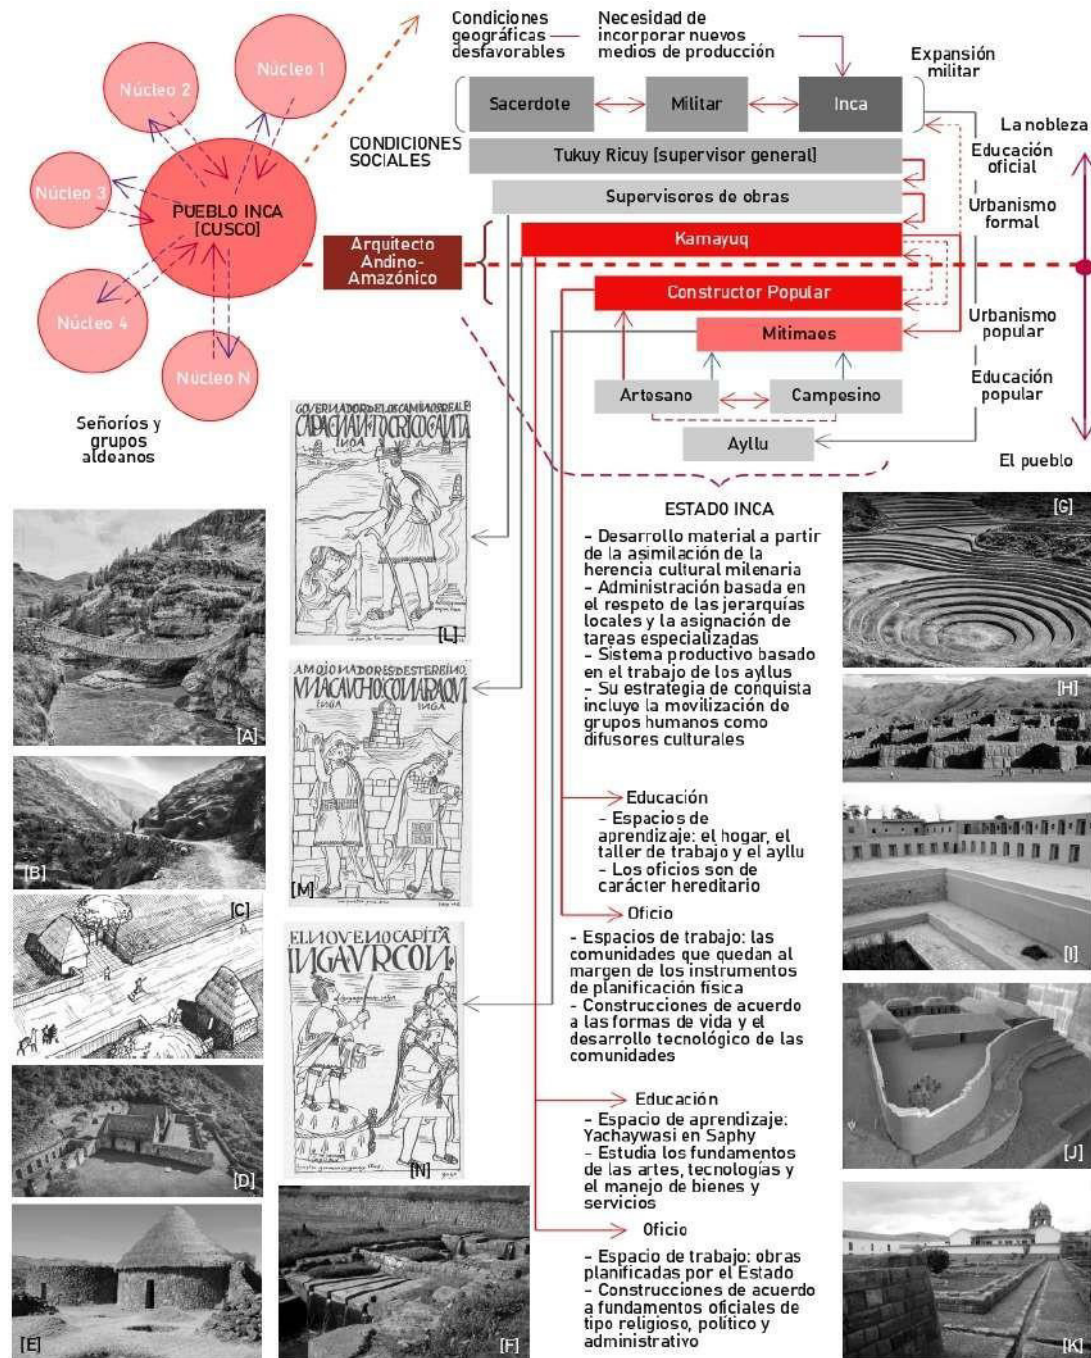 Condiciones
geográficas
desfavorables
Necesidad de
incorporar nuevos
medios de producción
Expansión
militar
Núcleo 1
Núcleo 2
Núcleo 3
Núcleo 4
Núcleo N
PUEBLO INCA
[CUSCO]
Señoríos y
grupos
aldeanos
CONDICIONES
SOCIALES
Sacerdote
Militar
Inca
Tukuy Ricuy [supervisor general]
Supervisores de obras
Kamayuq
Arquitecto
Andino-
Amazónico
Constructor Popular
Mitimaes
Artesano
Campesino
Ayllu
La nobleza
Educación
oficial
Urbanismo
formal
Urbanismo
popular
Educación
popular
El pueblo
GOVERNADOR DE LOS CAMINOS REALES
INGA
[L]
INGA
INGA
[M]
EL NOVENO CAPITÃ
INGA VRCON
[N]
ESTADO INCA
- Desarrollo material a partir
de la asimilación de la
herencia cultural milenaria
- Administración basada en
el respeto de las jerarquías
locales y la asignación de
tareas especializadas
- Sistema productivo basado
en el trabajo de los ayllus
- Su estrategia de conquista
incluye la movilización de
grupos humanos como
difusores culturales
Educación
- Espacios de
aprendizaje: el hogar, el
taller de trabajo y el ayllu
- Los oficios son de
carácter hereditario
Oficio
- Espacios de trabajo: las
comunidades que quedan al
margen de los instrumentos
de planificación física
- Construcciones de acuerdo
a las formas de vida y el
desarrollo tecnológico de las
comunidades
Educación
- Espacio de aprendizaje:
Yachaywasi en Saphy
- Estudia los fundamentos
de las artes, tecnologías y
el manejo de bienes y
servicios
Oficio
- Espacio de trabajo: obras
planificadas por el Estado
- Construcciones de acuerdo
a fundamentos oficiales de
tipo religioso, político y
administrativo
[A]
[B]
[C]
[D]
[E]
[F]
[G]
[H]
[I]
[J]
[K]